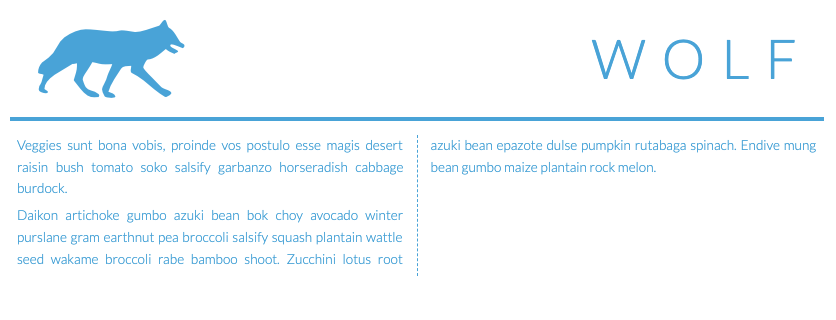 WOLF
Veggies sunt bona vobis, proinde vos postulo esse magis desert
raisin bush tomato soko salsify garbanzo horseradish cabbage
burdock.
Daikon artichoke gumbo azuki bean bok choy avocado winter
purslane gram earthnut pea broccoli salsify squash plantain wattle
seed wakame broccoli rabe bamboo shoot. Zucchini lotus root
azuki bean epazote dulse pumpkin rutabaga spinach. Endive mung
bean gumbo maize plantain rock melon.